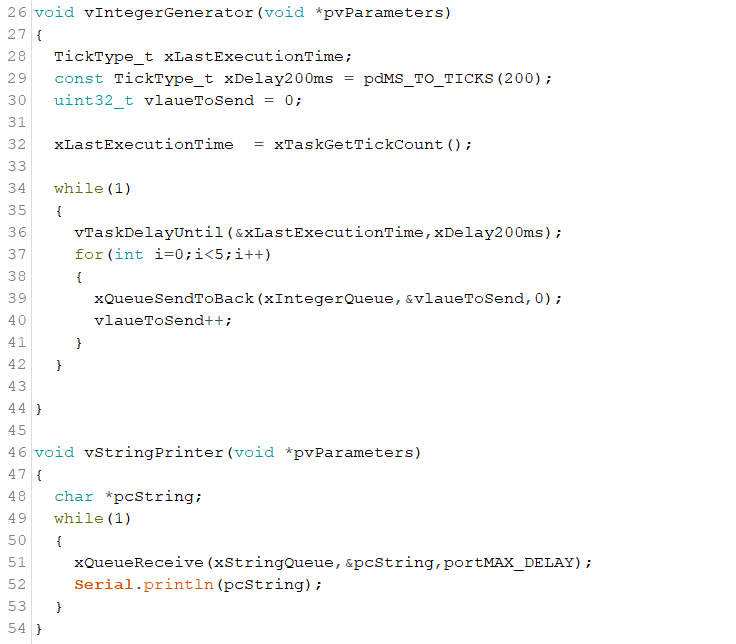 26 void vIntegerGenerator(void *pvParameters)
27 {
28   TickType_t xLastExecutionTime;
29   const TickType_t xDelay200ms = pdMS_TO_TICKS(200);
30   uint32_t vlaueToSend = 0;
31
32   xLastExecutionTime  = xTaskGetTickCount();
33
34   while(1)
35   {
36     vTaskDelayUntil(&xLastExecutionTime,xDelay200ms);
37     for(int i=0;i<5;i++)
38     {
39       xQueueSendToBack(xIntegerQueue,&vlaueToSend,0);
40       vlaueToSend++;
41     }
42   }
43
44 }
45
46 void vStringPrinter(void *pvParameters)
47 {
48   char *pcString;
49   while(1)
50   {
51     xQueueReceive(xStringQueue,&pcString,portMAX_DELAY);
52     Serial.println(pcString);
53   }
54 }